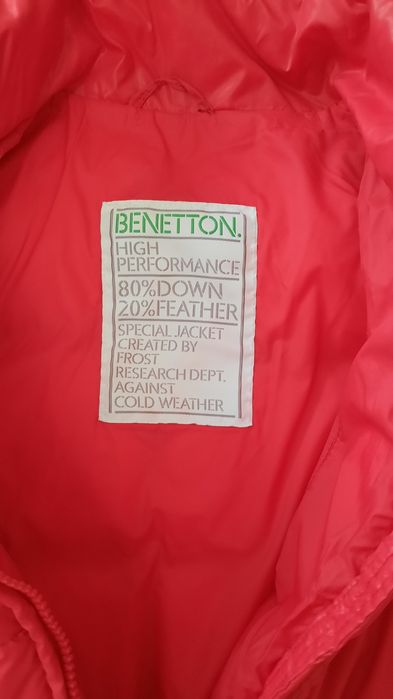 BENETTON.
HIGH
PERFORMANCE
80%DOWN
20%FEATHER
SPECIAL JACKET
CREATED BY
FROST
RESEARCH DEPT.
AGAINST
COLD WEATHER